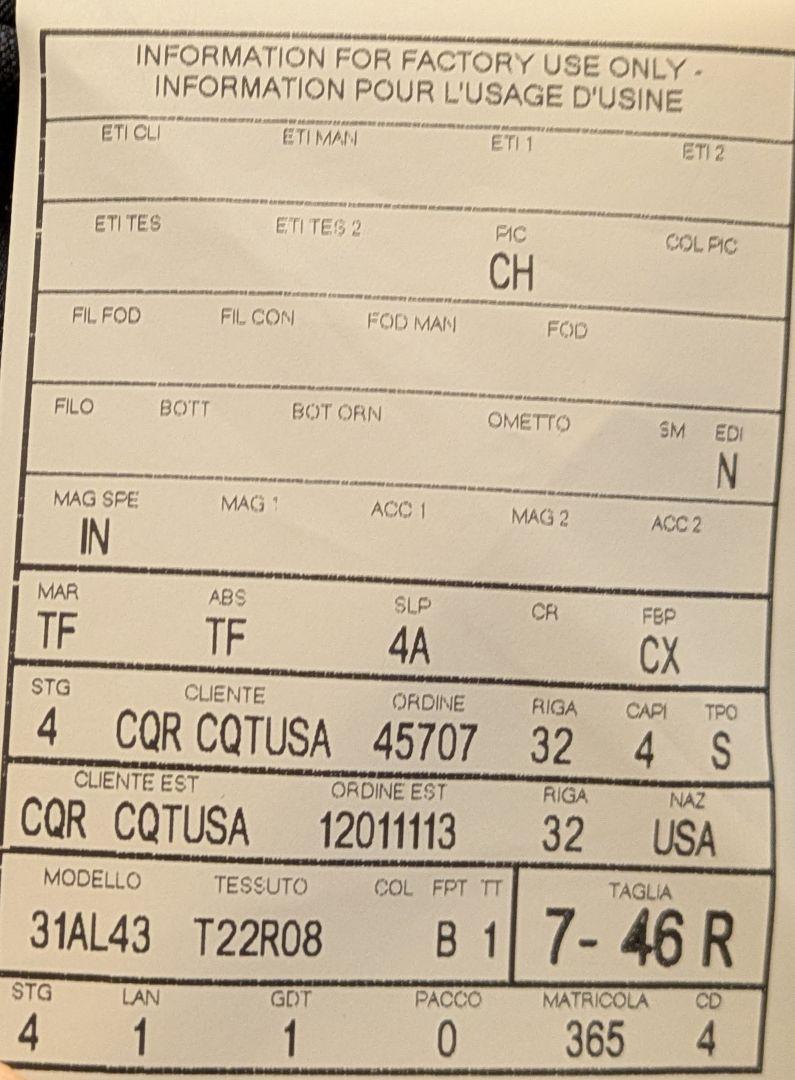 INFORMATION FOR FACTORY USE ONLY -
INFORMATION POUR L'USAGE D'USINE
ETI CLI ETI MAN ETI 1 ETI 2
ETI TES ETI TES 2 PIC COL PIC
CH
FIL FOD FIL CON FOD MAN FOD
FILO BOTT BOT ORN OMETTO SM EDI
N
MAG SPE MAG 1 ACC 1 MAG 2 ACC 2
IN
MAR ABS SLP CR FBP
TF TF 4A CX
STG CLIENTE ORDINE RIGA CAPI TPO
4 CQR CQTUSA 45707 32 4 S
CLIENTE EST ORDINE EST RIGA NAZ
CQR CQTUSA 12011113 32 USA
MODELLO TESSUTO COL FPT TT TAGLIA
31AL43 T22R08 B 1 7- 46 R
STG LAN GDT PACCO MATRICOLA CD
4 1 1 0 365 4